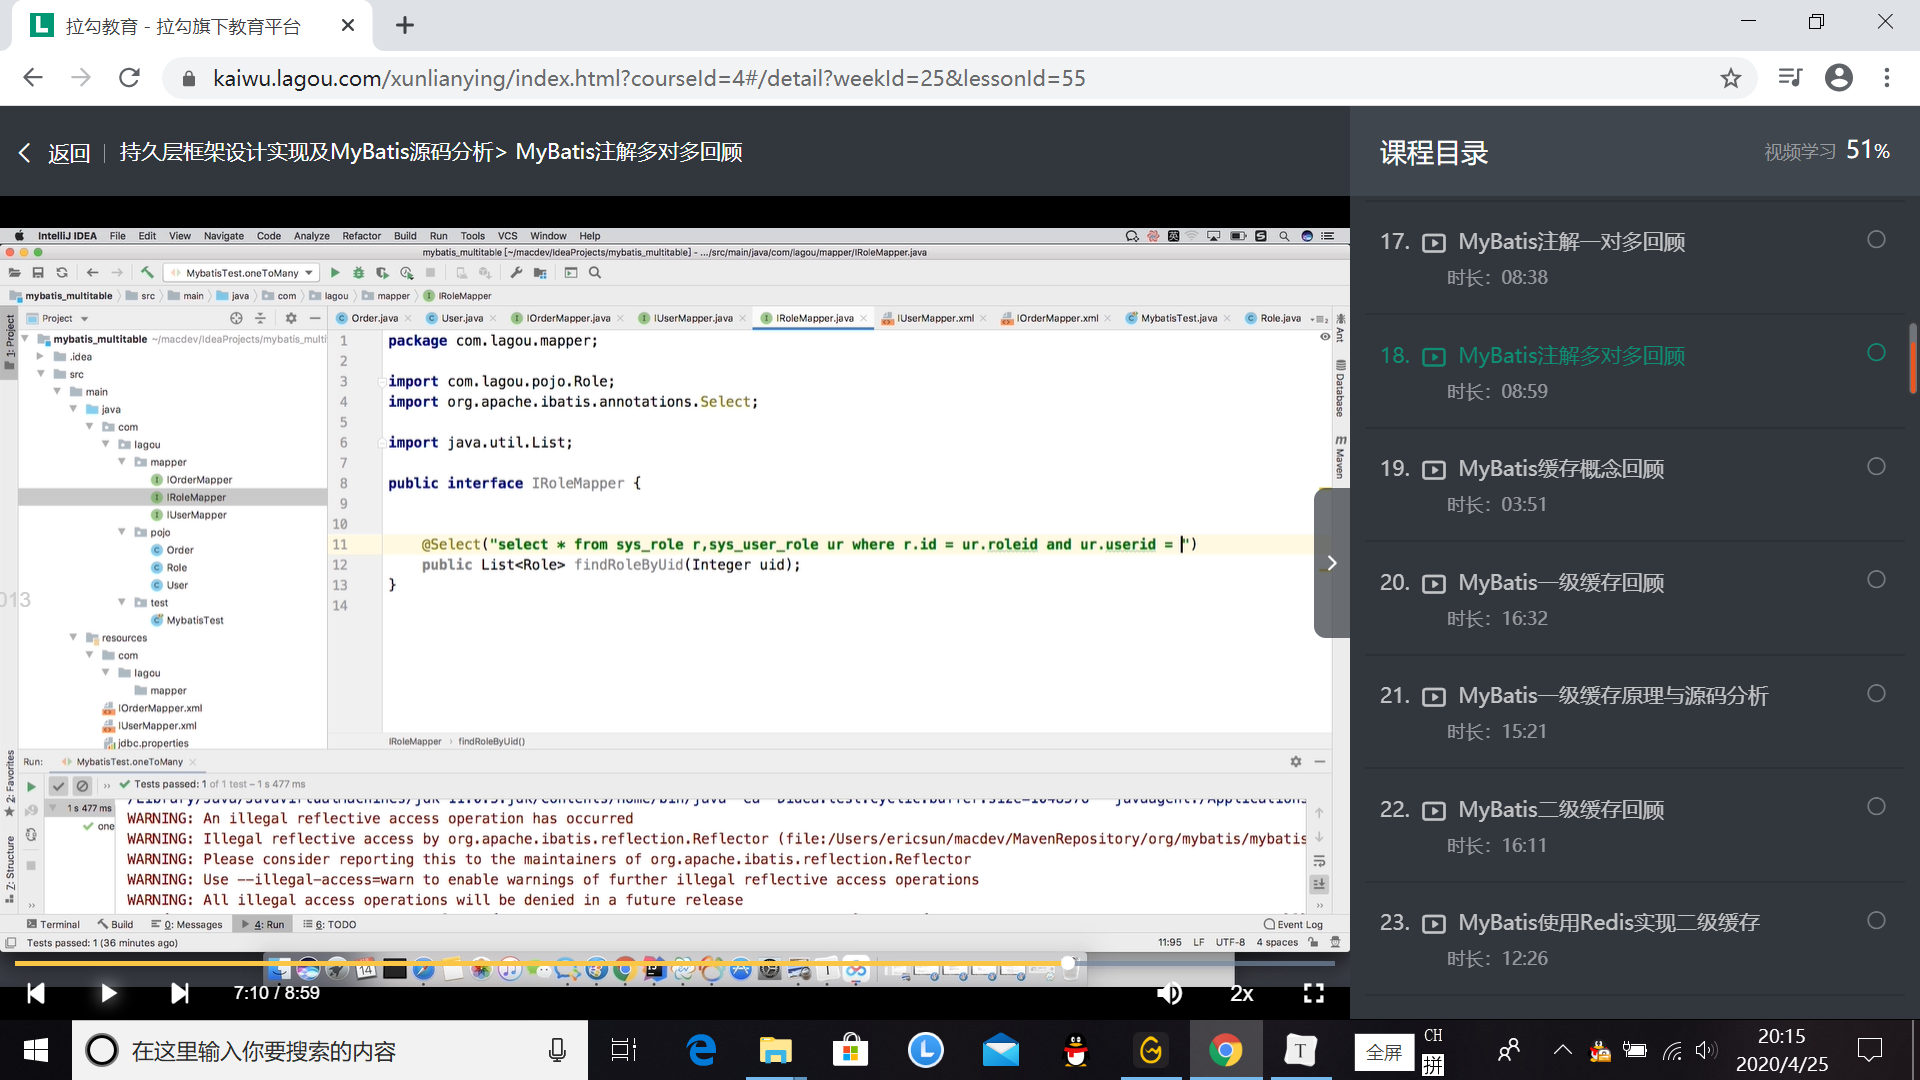 拉勾教育 - 拉勾旗下教育平台
kaiwu.lagou.com/xunlianying/index.html?courseId=4#/detail?weekId=25&lessonId=55
返回 | 持久层框架设计实现及MyBatis源码分析> MyBatis注解多对多回顾
课程目录
视频学习 51%
IntelliJ IDEA File Edit View Navigate Code Analyze Refactor Build Run Tools VCS Window Help
mybatis_multitable [~/macdev/IdeaProjects/mybatis_multitable] - .../src/main/java/com/lagou/mapper/IRoleMapper.java
MybatisTest.oneToMany
mybatis_multitable src main java com lagou mapper IRoleMapper
Project
Order.java User.java IOrderMapper.java IUserMapper.java IRoleMapper.java IUserMapper.xml IOrderMapper.xml MybatisTest.java Role.java
1: Project
mybatis_multitable ~/macdev/IdeaProjects/mybatis_multi
.idea
src
main
java
com
lagou
mapper
IOrderMapper
IRoleMapper
IUserMapper
pojo
Order
Role
User
test
MybatisTest
resources
com
lagou
mapper
IOrderMapper.xml
IUserMapper.xml
jdbc.properties
013
1 package com.lagou.mapper;
2
3 import com.lagou.pojo.Role;
4 import org.apache.ibatis.annotations.Select;
5
6 import java.util.List;
7
8 public interface IRoleMapper {
9
10
11 @Select("select * from sys_role r,sys_user_role ur where r.id = ur.roleid and ur.userid = ")
12 public List<Role> findRoleByUid(Integer uid);
13 }
14
Ant
Database
Maven
IRoleMapper findRoleByUid()
Run: MybatisTest.oneToMany
Tests passed: 1 of 1 test – 1 s 477 ms
1 s 477 ms
one
WARNING: An illegal reflective access operation has occurred
WARNING: Illegal reflective access by org.apache.ibatis.reflection.Reflector (file:/Users/ericsun/macdev/MavenRepository/org/mybatis/mybatis
WARNING: Please consider reporting this to the maintainers of org.apache.ibatis.reflection.Reflector
WARNING: Use --illegal-access=warn to enable warnings of further illegal reflective access operations
WARNING: All illegal access operations will be denied in a future release
2: Favorites
Z: Structure
Terminal Build 0: Messages 4: Run 6: TODO
Event Log
Tests passed: 1 (36 minutes ago)
11:95 LF UTF-8 4 spaces
7:10 / 8:59
2x
17. MyBatis注解一对多回顾
时长：08:38
18. MyBatis注解多对多回顾
时长：08:59
19. MyBatis缓存概念回顾
时长：03:51
20. MyBatis一级缓存回顾
时长：16:32
21. MyBatis一级缓存原理与源码分析
时长：15:21
22. MyBatis二级缓存回顾
时长：16:11
23. MyBatis使用Redis实现二级缓存
时长：12:26
在这里输入你要搜索的内容
全屏
CH
拼
20:15
2020/4/25